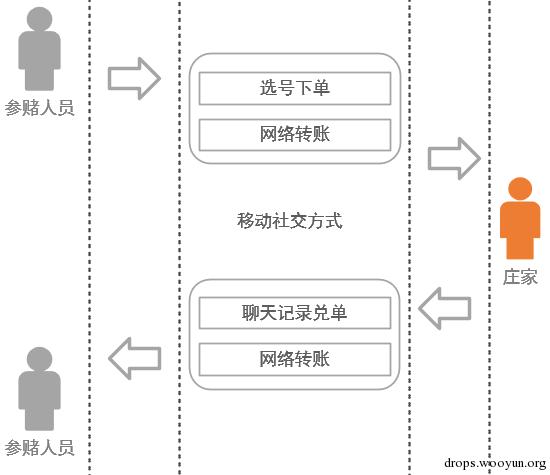 参赌人员
选号下单
网络转账
移动社交方式
庄家
聊天记录兑单
网络转账
参赌人员
drops.wooyun.org